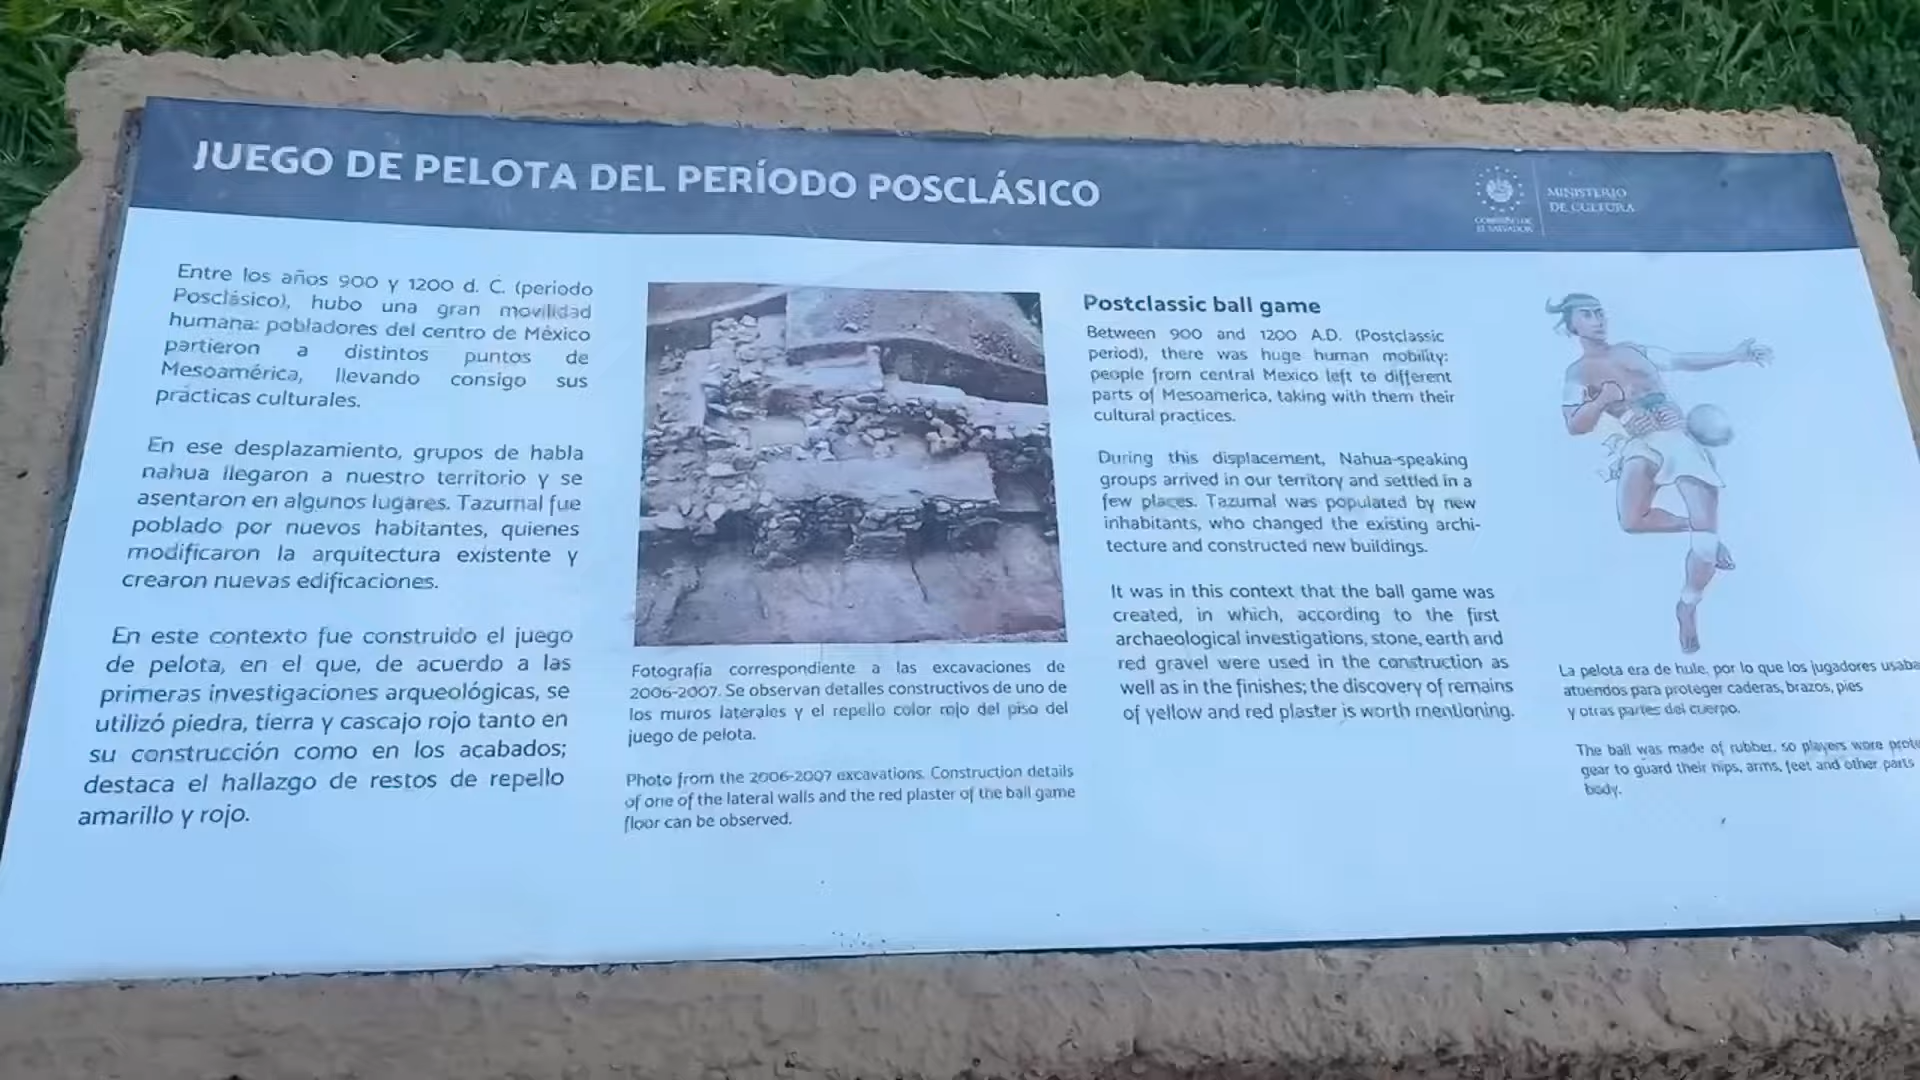 JUEGO DE PELOTA DEL PERÍODO POSCLÁSICO
GOBIERNO DE
EL SALVADOR
MINISTERIO
DE CULTURA
Entre los años 900 y 1200 d. C. (periodo
Posclásico), hubo una gran movilidad
humana: pobladores del centro de México
partieron a distintos puntos de
Mesoamérica, llevando consigo sus
prácticas culturales.
En ese desplazamiento, grupos de habla
nahua llegaron a nuestro territorio y se
asentaron en algunos lugares. Tazumal fue
poblado por nuevos habitantes, quienes
modificaron la arquitectura existente y
crearon nuevas edificaciones.
En este contexto fue construido el juego
de pelota, en el que, de acuerdo a las
primeras investigaciones arqueológicas, se
utilizó piedra, tierra y cascajo rojo tanto en
su construcción como en los acabados;
destaca el hallazgo de restos de repello
amarillo y rojo.
Fotografía correspondiente a las excavaciones de
2006-2007. Se observan detalles constructivos de uno de
los muros laterales y el repello color rojo del piso del
juego de pelota.
Photo from the 2006-2007 excavations. Construction details
of one of the lateral walls and the red plaster of the ball game
floor can be observed.
Postclassic ball game
Between 900 and 1200 A.D. (Postclassic
period), there was huge human mobility:
people from central Mexico left to different
parts of Mesoamerica, taking with them their
cultural practices.
During this displacement, Nahua-speaking
groups arrived in our territory and settled in a
few places. Tazumal was populated by new
inhabitants, who changed the existing archi-
tecture and constructed new buildings.
It was in this context that the ball game was
created, in which, according to the first
archaeological investigations, stone, earth and
red gravel were used in the construction as
well as in the finishes; the discovery of remains
of yellow and red plaster is worth mentioning.
La pelota era de hule, por lo que los jugadores usaba
atuendos para proteger caderas, brazos, pies
y otras partes del cuerpo.
The ball was made of rubber, so players wore prote
gear to guard their hips, arms, feet and other parts
body.